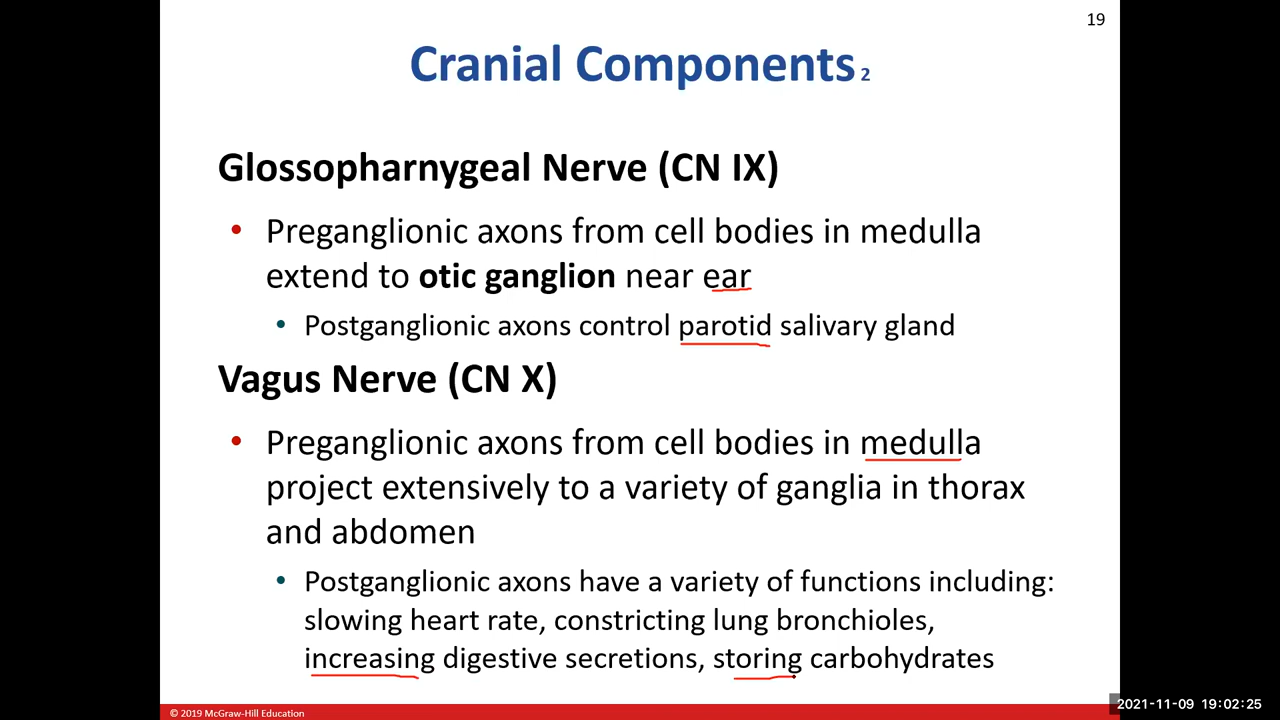 19
Cranial Components 2
Glossopharnygeal Nerve (CN IX)
• Preganglionic axons from cell bodies in medulla
extend to otic ganglion near ear
• Postganglionic axons control parotid salivary gland
Vagus Nerve (CN X)
• Preganglionic axons from cell bodies in medulla
project extensively to a variety of ganglia in thorax
and abdomen
• Postganglionic axons have a variety of functions including:
slowing heart rate, constricting lung bronchioles,
increasing digestive secretions, storing carbohydrates
© 2019 McGraw-Hill Education
2021-11-09 19:02:25